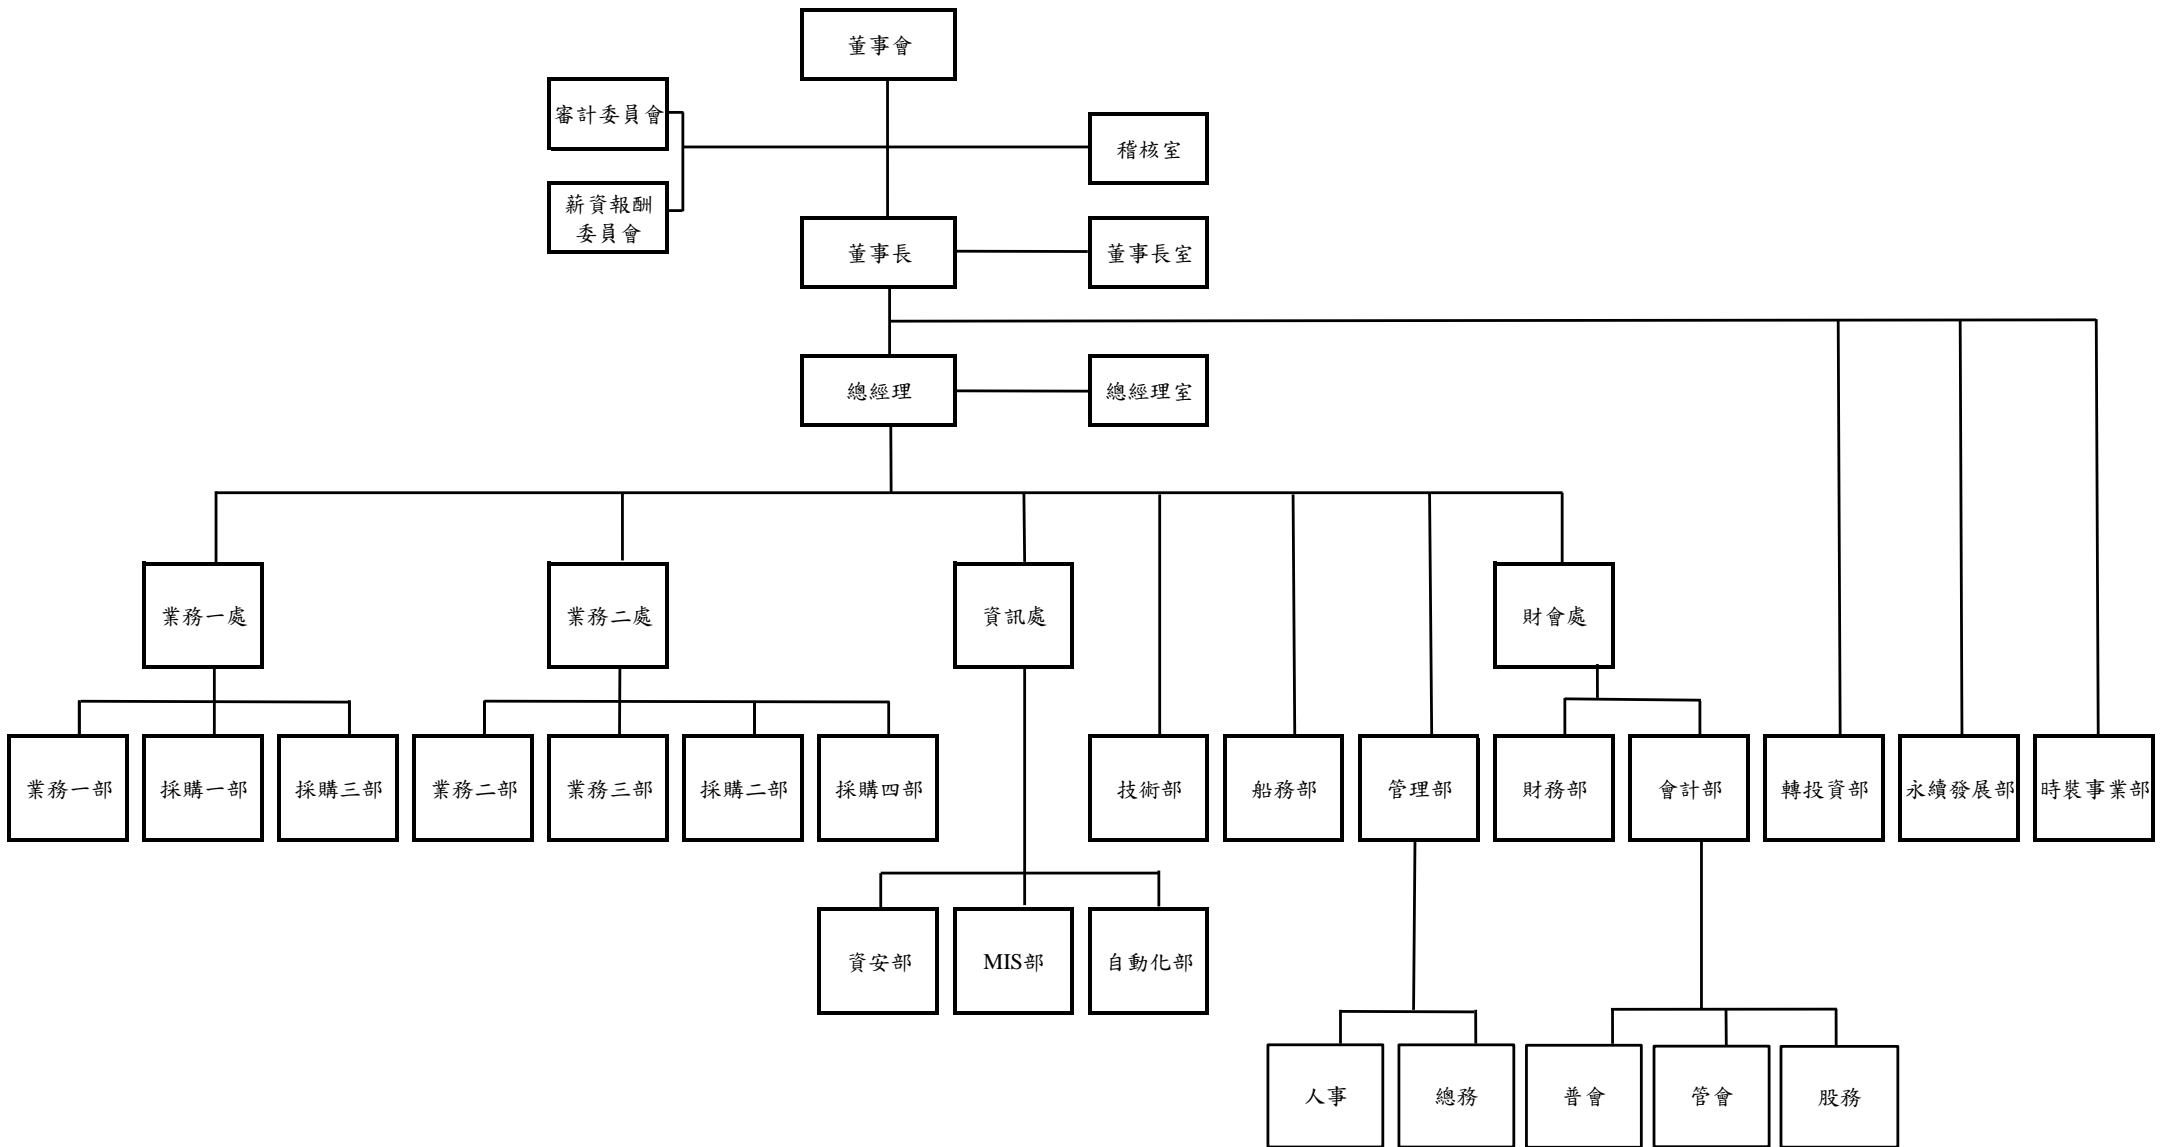 董事會
審計委員會
稽核室
薪資報酬
委員會
董事長
董事長室
總經理
總經理室
業務一處
業務二處
資訊處
財會處
業務一部
採購一部
採購三部
業務二部
業務三部
採購二部
採購四部
技術部
船務部
管理部
財務部
會計部
轉投資部
永續發展部
時裝事業部
資安部
MIS部
自動化部
人事
總務
普會
管會
股務